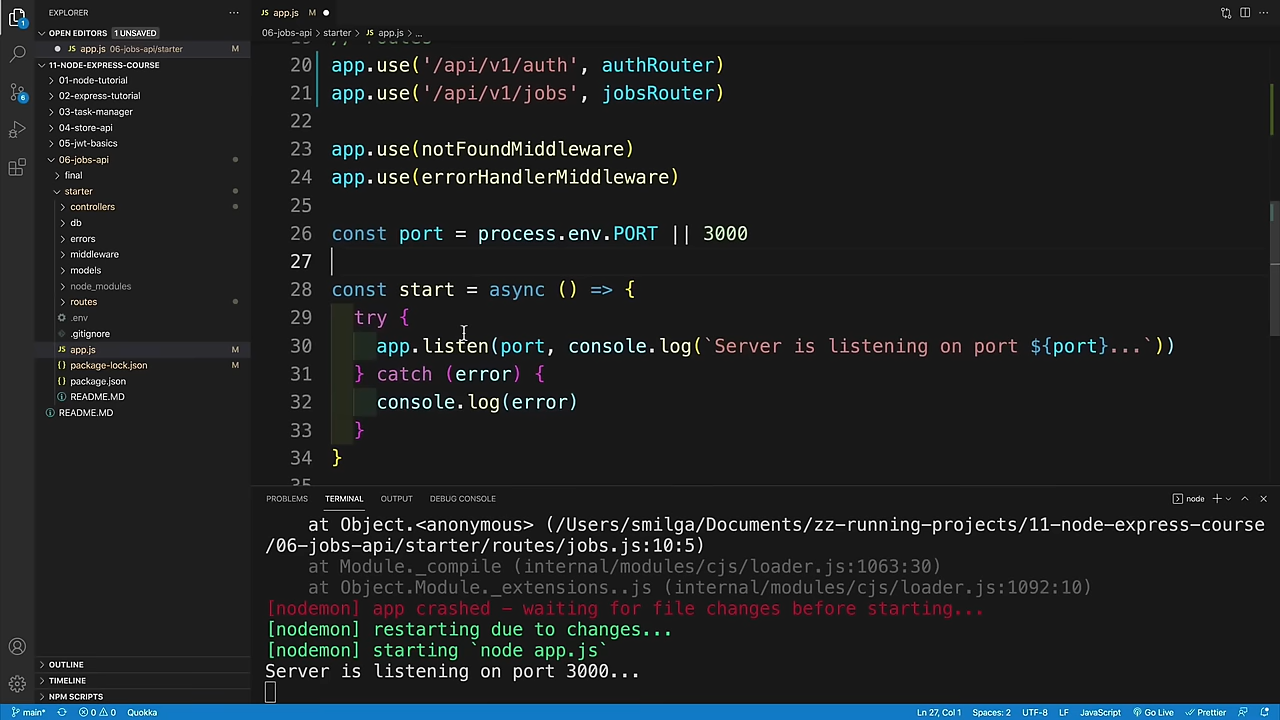 EXPLORER
...
OPEN EDITORS 1 UNSAVED
JS app.js 06-jobs-api/starter M
11-NODE-EXPRESS-COURSE
01-node-tutorial
02-express-tutorial
03-task-manager
04-store-api
05-jwt-basics
06-jobs-api
final
starter
controllers
db
errors
middleware
models
node_modules
routes
.env
.gitignore
JS app.js M
{} package-lock.json M
{} package.json
README.MD
README.MD
OUTLINE
TIMELINE
NPM SCRIPTS
1
6
JS app.js M
06-jobs-api > starter > JS app.js > ...
20 app.use('/api/v1/auth', authRouter)
21 app.use('/api/v1/jobs', jobsRouter)
22
23 app.use(notFoundMiddleware)
24 app.use(errorHandlerMiddleware)
25
26 const port = process.env.PORT || 3000
27
28 const start = async () => {
29 try {
30 app.listen(port, console.log(`Server is listening on port ${port}...`))
31 } catch (error) {
32 console.log(error)
33 }
34 }
PROBLEMS TERMINAL OUTPUT DEBUG CONSOLE node
at Object.<anonymous> (/Users/smilga/Documents/zz-running-projects/11-node-express-course
/06-jobs-api/starter/routes/jobs.js:10:5)
at Module._compile (internal/modules/cjs/loader.js:1063:30)
at Object.Module._extensions..js (internal/modules/cjs/loader.js:1092:10)
[nodemon] app crashed – waiting for file changes before starting...
[nodemon] restarting due to changes...
[nodemon] starting `node app.js`
Server is listening on port 3000...
main* 0 0 Quokka Ln 27, Col 1 Spaces: 2 UTF-8 LF JavaScript Go Live Prettier